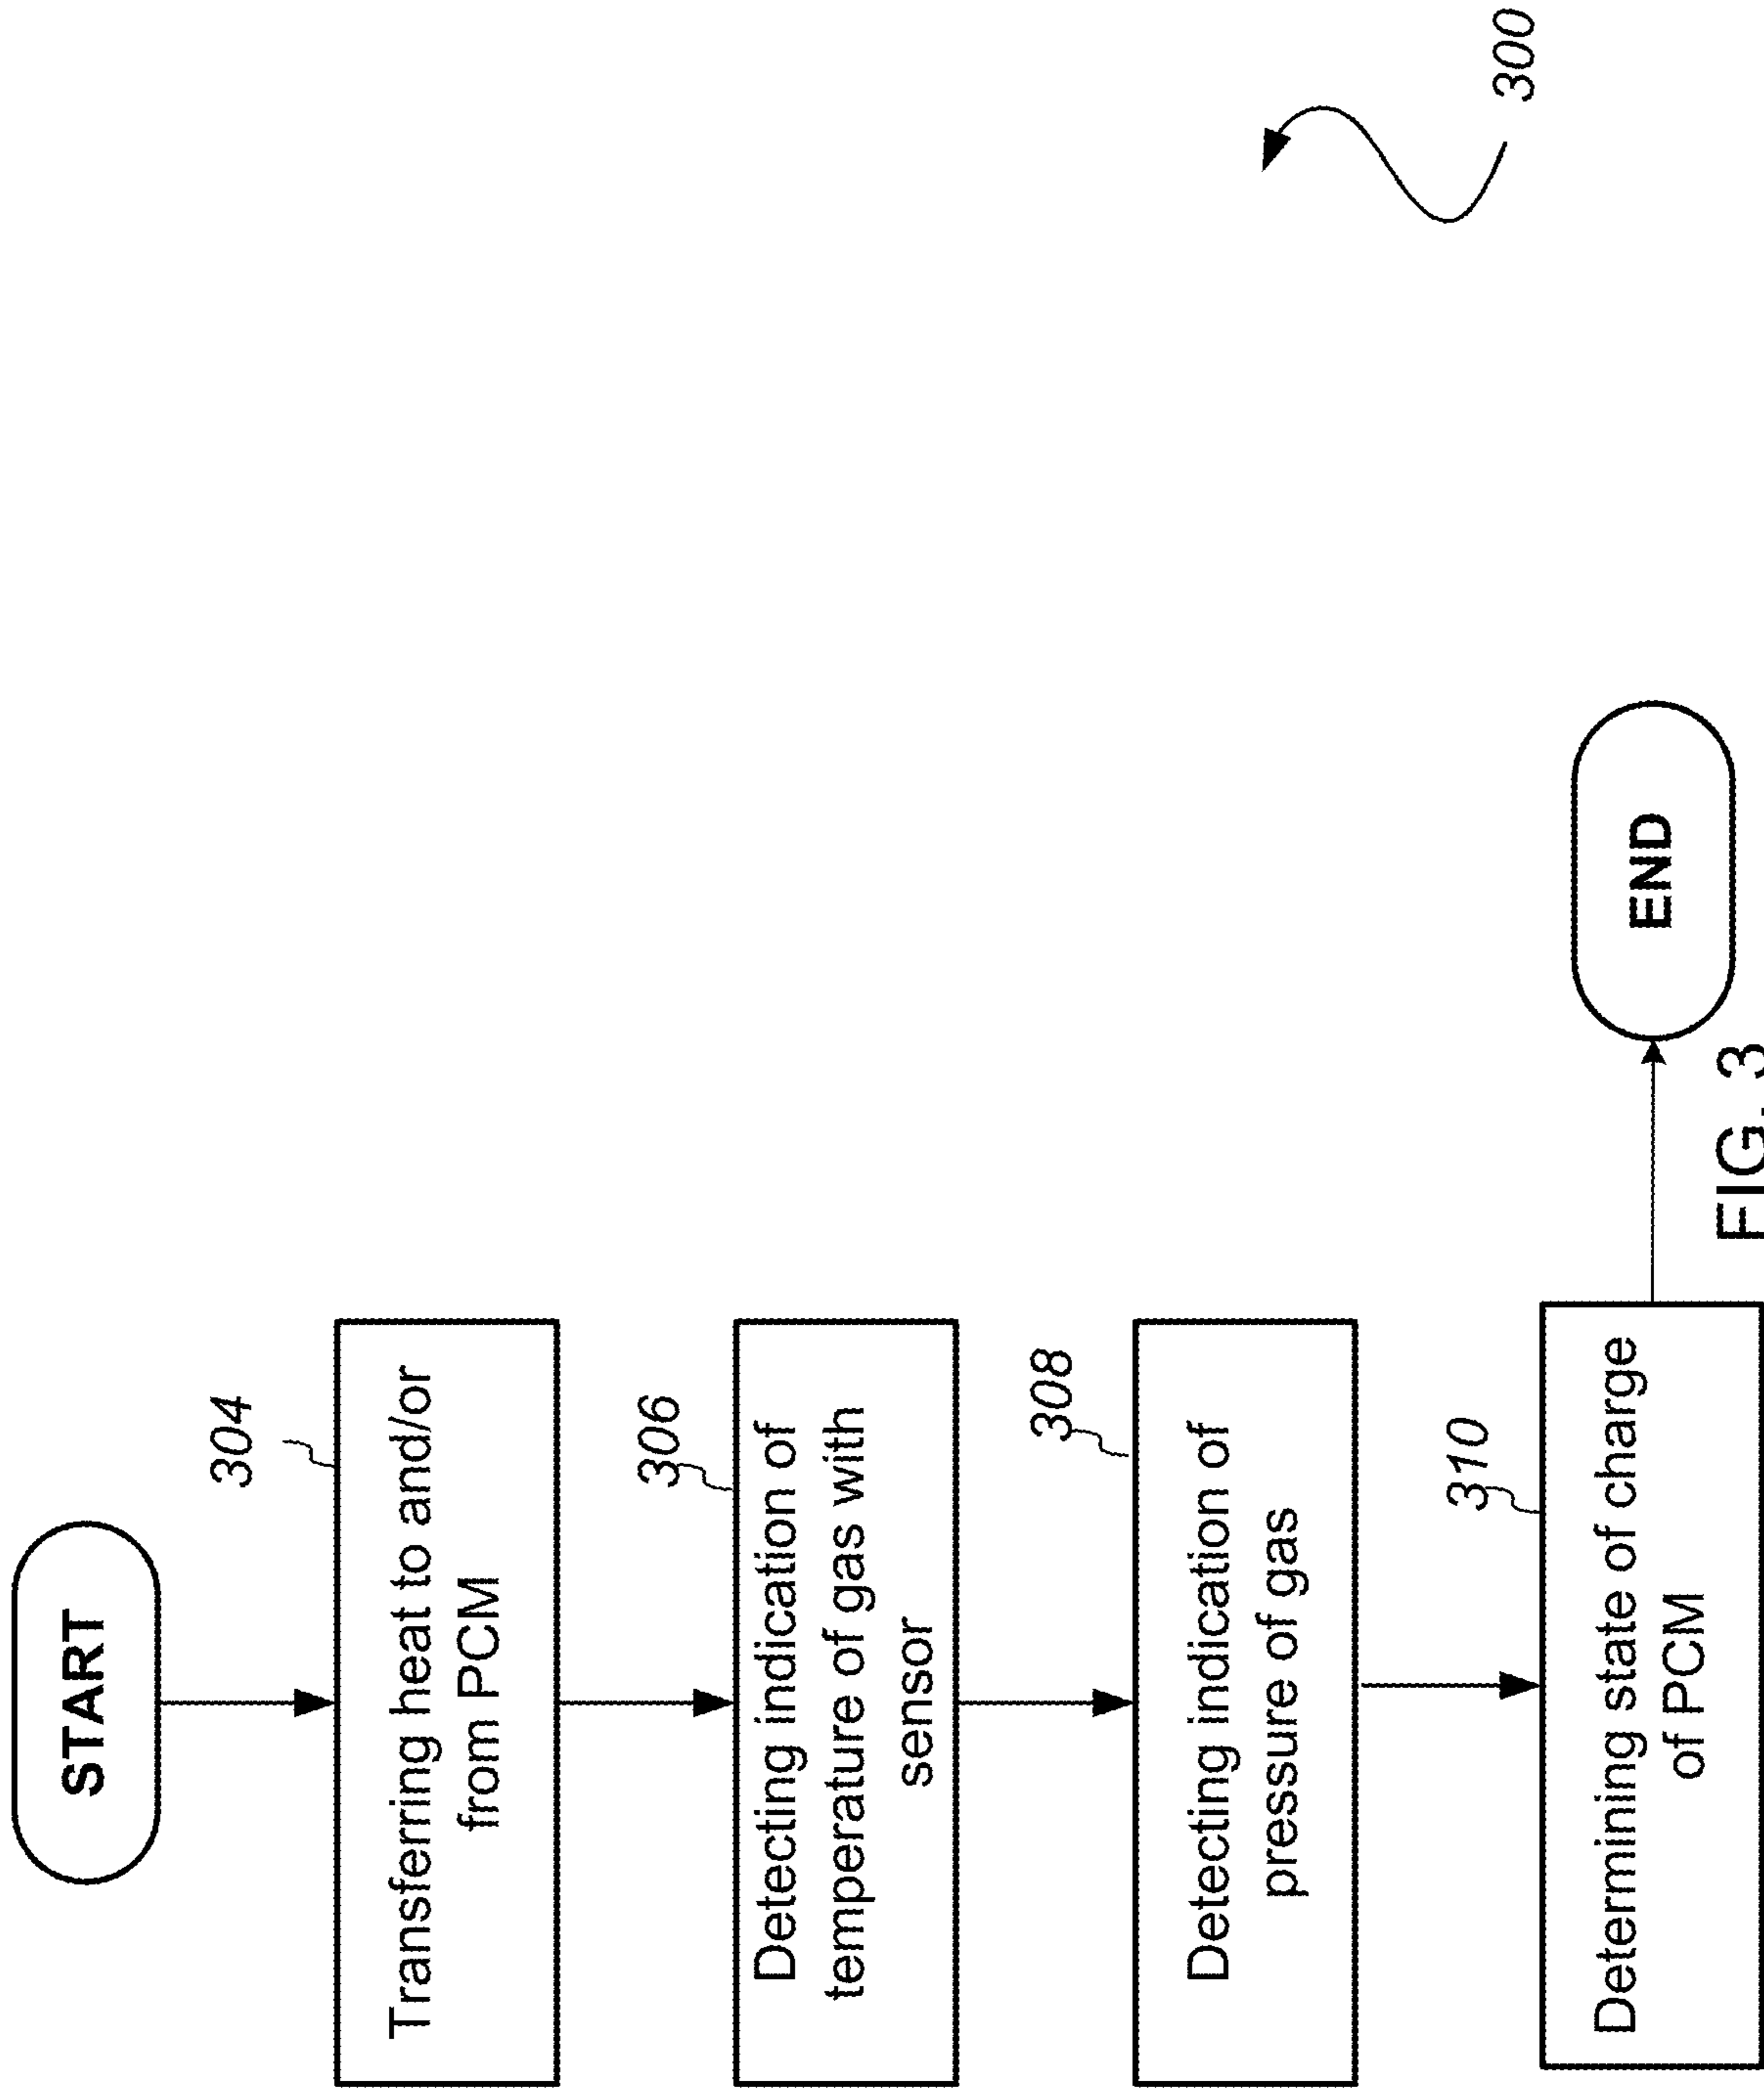 START
304
Transferring heat to and/or
from PCM
306
Detecting indication of
temperature of gas with
sensor
308
Detecting indication of
pressure of gas
310
Determining state of charge
of PCM
END
FIG. 3
300